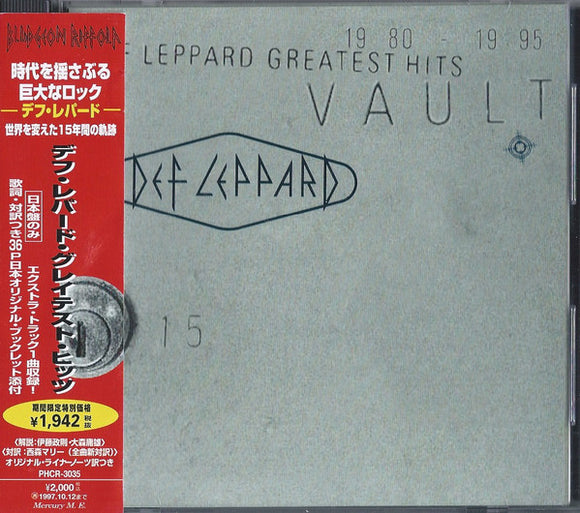 BLUDGEON RIFFOLA
時代を揺さぶる
巨大なロック
—デフ・レパード—
世界を変えた15年間の軌跡
デフ・レパード・グレイテスト・ヒッツ
日本盤のみ
エクストラ・トラック1曲収録!
歌詞・対訳つき36P日本オリジナル・ブックレット添付
期間限定特別価格
¥1,942 税抜
〈解説:伊藤政則・大森庸雄〉
〈対訳:西森マリー(全曲新対訳)〉
オリジナル・ライナーノーツ訳つき
PHCR-3035
¥2,000 税込
1997.10.12まで
Mercury M. E.
19 80 - 19 95
F LEPPARD GREATEST HITS
VAULT
DEF LEPPARD
15